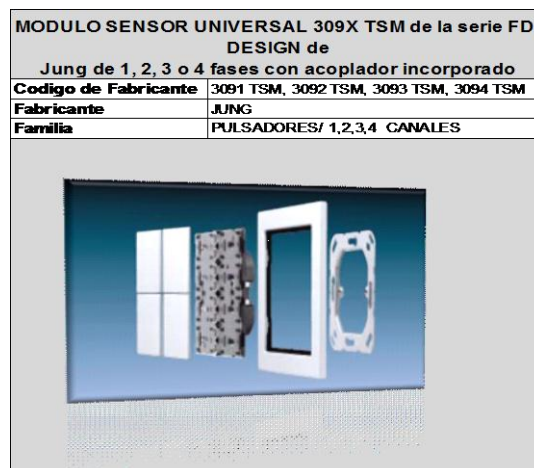 MODULO SENSOR UNIVERSAL 309X TSM de la serie FD
DESIGN de
Jung de 1, 2, 3 o 4 fases con acoplador incorporado
Codigo de Fabricante 3091 TSM, 3092 TSM, 3093 TSM, 3094 TSM
Fabricante JUNG
Familia PULSADORES/ 1,2,3,4 CANALES